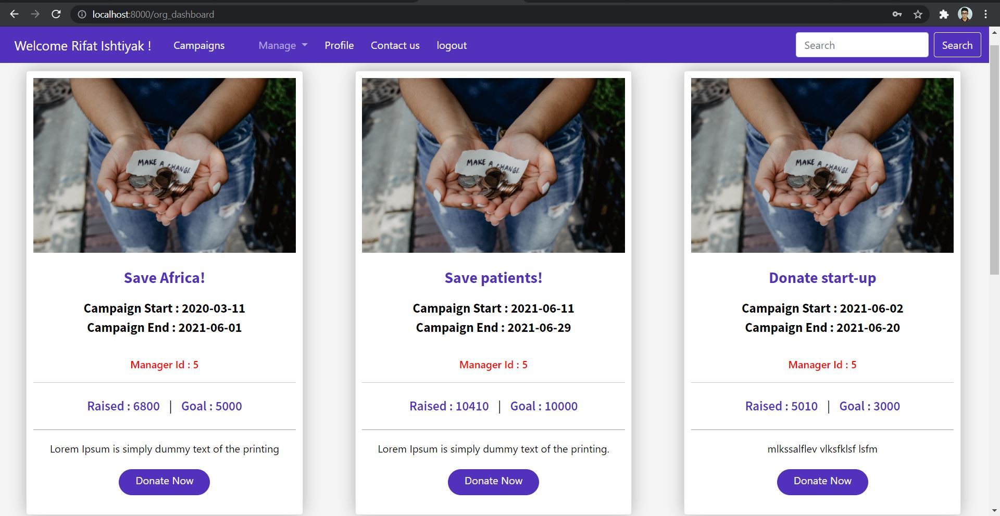 localhost:8000/org_dashboard
Welcome Rifat Ishtiyak ! Campaigns Manage Profile Contact us logout Search Search
MAKE A CHANGE.
MAKE A CHANGE.
MAKE A CHANGE.
Save Africa!
Campaign Start : 2020-03-11
Campaign End : 2021-06-01
Manager Id : 5
Raised : 6800 | Goal : 5000
Lorem Ipsum is simply dummy text of the printing
Donate Now
Save patients!
Campaign Start : 2021-06-11
Campaign End : 2021-06-29
Manager Id : 5
Raised : 10410 | Goal : 10000
Lorem Ipsum is simply dummy text of the printing.
Donate Now
Donate start-up
Campaign Start : 2021-06-02
Campaign End : 2021-06-20
Manager Id : 5
Raised : 5010 | Goal : 3000
mlkssalflev vlksfklsf lsfm
Donate Now